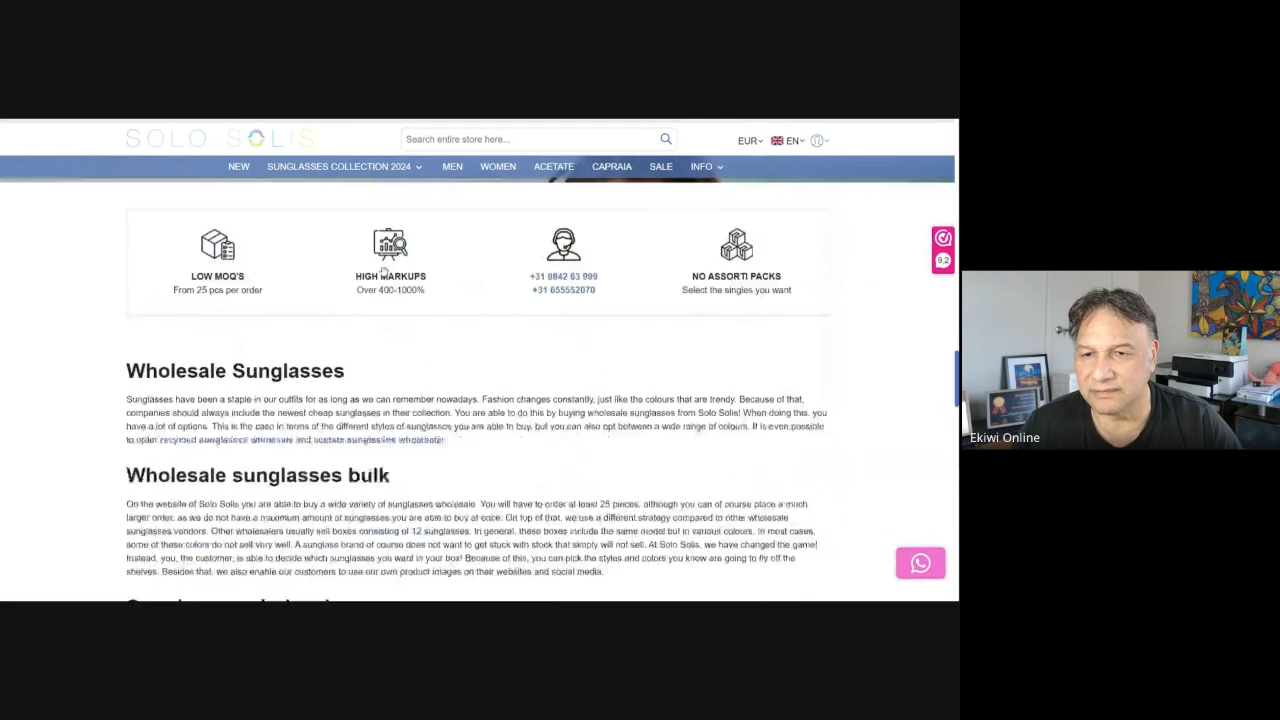 SOLO-SOLIS
Search entire store here...
EUR
EN
NEW
SUNGLASSES COLLECTION 2024
MEN
WOMEN
ACETATE
CAPRAIA
SALE
INFO
LOW MOQ'S
From 25 pcs per order
HIGH MARKUPS
Over 400-1000%
+31 8842 63 999
+31 655552070
NO ASSORTI PACKS
Select the singles you want
9,2
Wholesale Sunglasses
Sunglasses have been a staple in our outfits for as long as we can remember nowadays. Fashion changes constantly, just like the colours that are trendy. Because of that,
companies should always include the newest cheap sunglasses in their collection. You are able to do this by buying wholesale sunglasses from Solo Solis! When doing this, you
have a lot of options. This is the case in terms of the different styles of sunglasses you are able to buy, but you can also opt between a wide range of colours. It is even possible
to order
Wholesale sunglasses bulk
On the website of Solo Solis you are able to buy a wide variety of sunglasses wholesale. You will have to order at least 25 pieces, although you can of course place a much
larger order, as we do not have a maximum amount of sunglasses you are able to buy at once. On top of that, we use a different strategy compared to other wholesale
sunglasses vendors. Other wholesalers usually sell boxes consisting of 12 sunglasses. In general, these boxes include the same model but in various colours. In most cases,
some of these colors do not sell very well. A sunglass brand of course does not want to get stuck with stock that simply will not sell. At Solo Solis, we have changed the game!
Instead, you, the customer, is able to decide which sunglasses you want in your box! Because of this, you can pick the styles and colors you know are going to fly off the
shelves. Besides that, we also enable our customers to use our own product images on their websites and social media.
Ekiwi Online